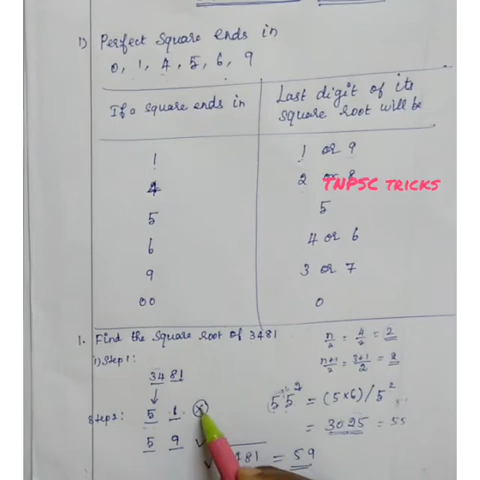 1) Perfect Square ends in
0, 1, 4, 5, 6, 9
If a square ends in
Last digit of its square root will be
1
1 or 9
4
2 or 8
TNPSC TRICKS
5
5
6
4 or 6
9
3 or 7
00
0
1. Find the Square root of 3481
n/2 = 4/2 = 2
i) Step 1:
n+1/2 = 3+1/2 = 2
3481
↓
Step 2: 5 1 ⓧ
55² = (5×6)/5²
= 3025 = 55
5 9 ✓
481 = 59